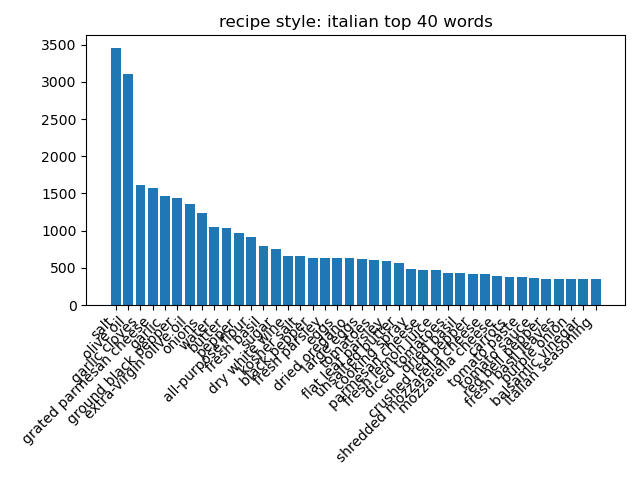 recipe style: italian top 40 words
3500
3000
2500
2000
1500
1000
500
0
salt
olive oil
garlic cloves
grated parmesan cheese
garlic
ground black pepper
extra-virgin olive oil
onions
water
butter
pepper
all-purpose flour
fresh basil
sugar
dry white wine
kosher salt
black pepper
fresh parsley
eggs
dried oregano
large eggs
tomatoes
flat leaf parsley
unsalted butter
cooking spray
parmesan cheese
fresh lemon juice
diced tomatoes
dried basil
crushed red pepper
shredded mozzarella cheese
mozzarella cheese
carrots
tomato paste
tomato sauce
red bell pepper
fresh basil leaves
purple onion
balsamic vinegar
italian seasoning